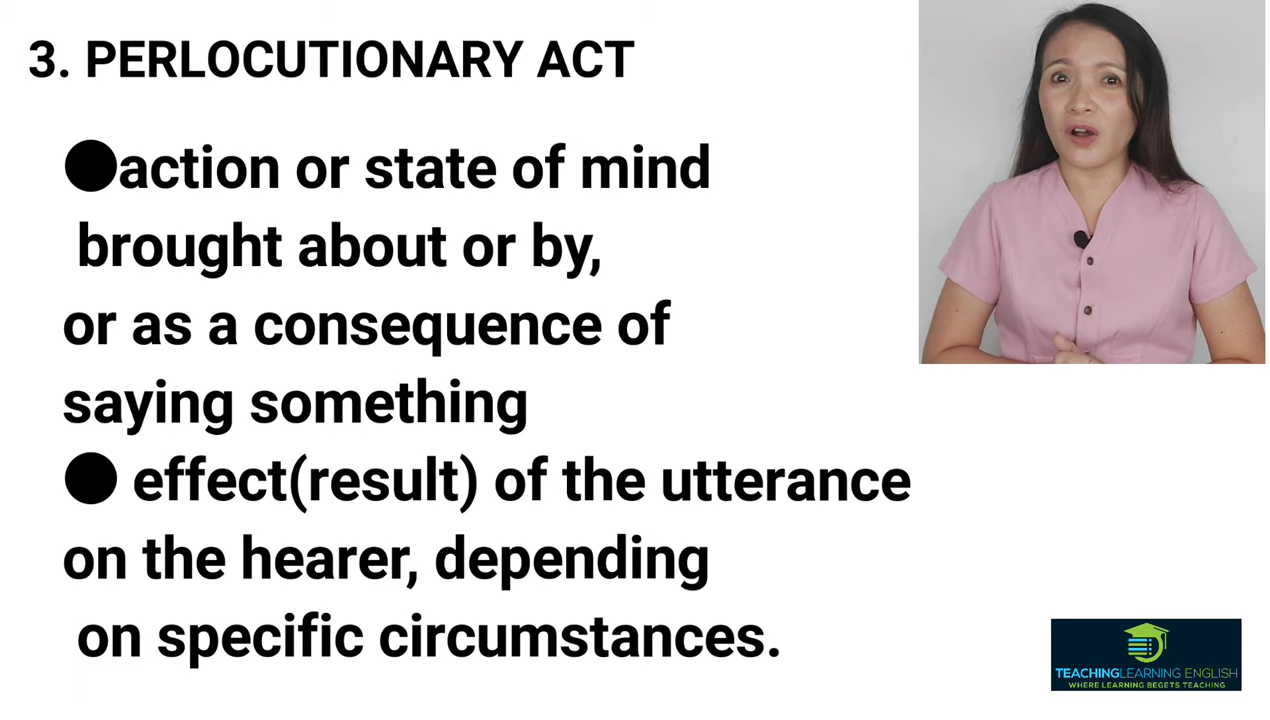 3. PERLOCUTIONARY ACT
●action or state of mind
brought about or by,
or as a consequence of
saying something
● effect(result) of the utterance
on the hearer, depending
on specific circumstances.
TEACHINGLEARNING ENGLISH
WHERE LEARNING BEGETS TEACHING